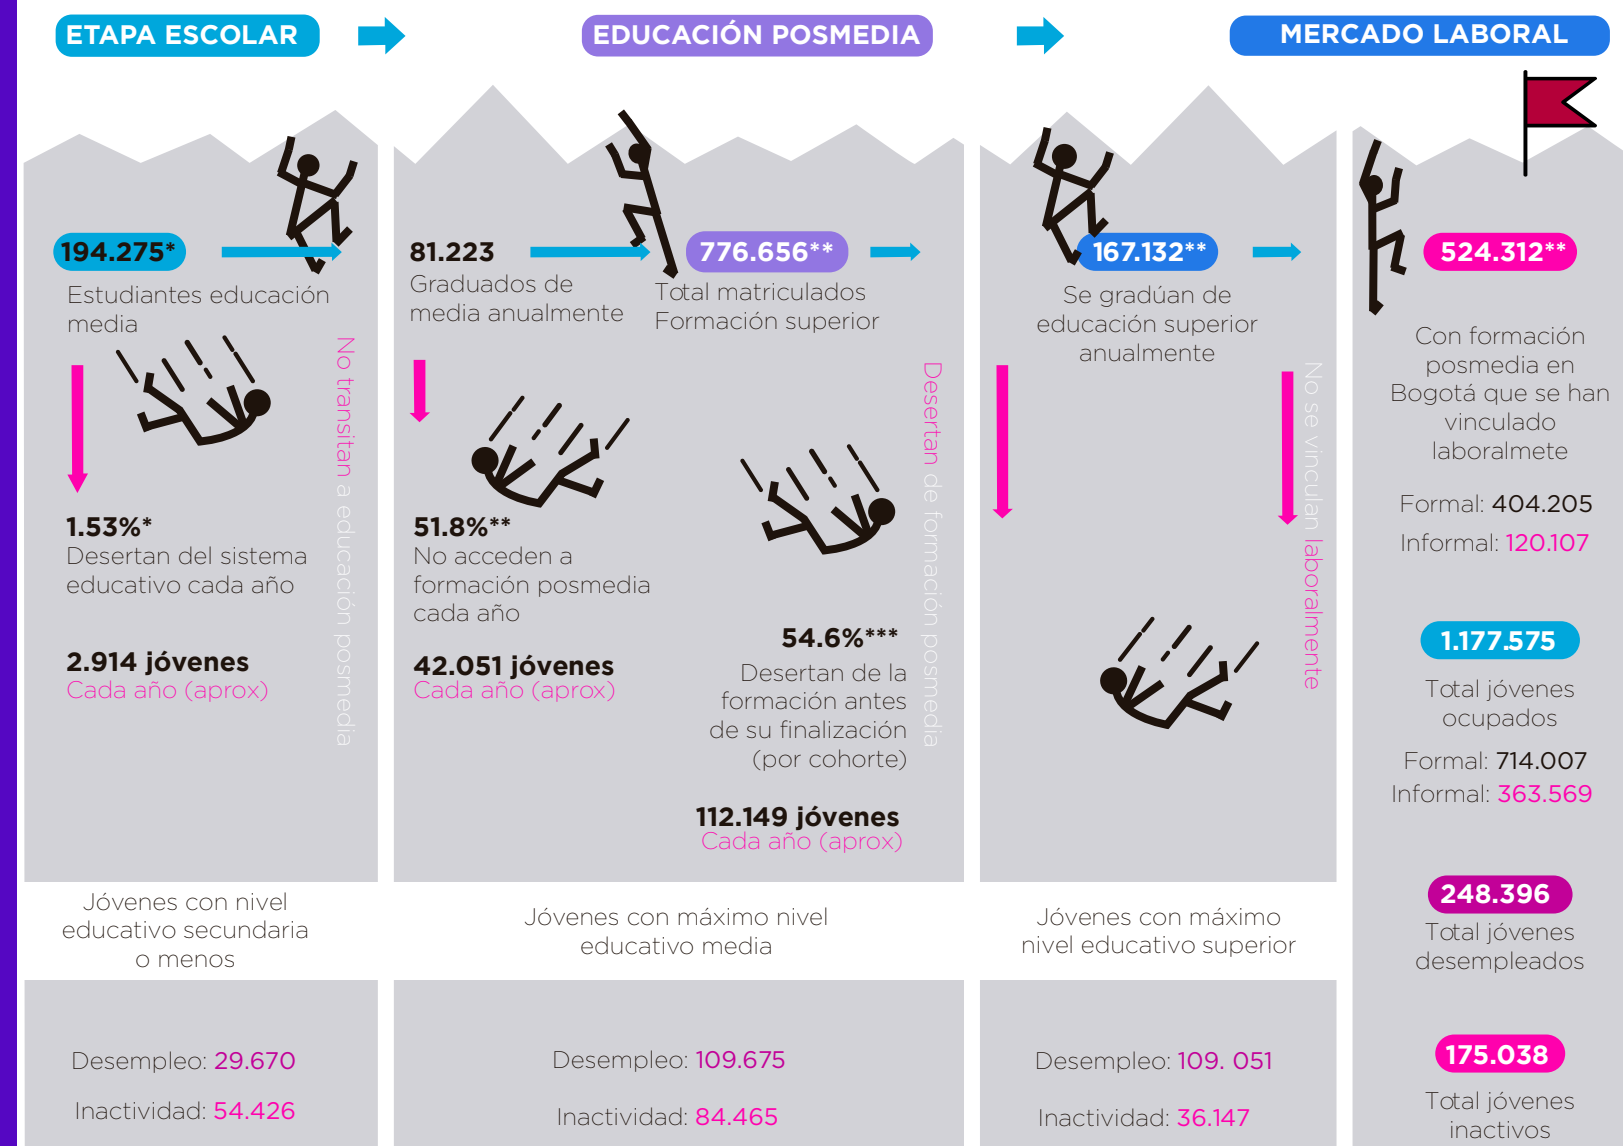 ETAPA ESCOLAR
EDUCACIÓN POSMEDIA
MERCADO LABORAL
194.275*
Estudiantes educación
media
No transitan a educación posmedia
1.53%*
Desertan del sistema
educativo cada año
2.914 jóvenes
Cada año (aprox)
81.223
Graduados de
media anualmente
776.656**
Total matriculados
Formación superior
51.8%**
No acceden a
formación posmedia
cada año
42.051 jóvenes
Cada año (aprox)
Desertan de formación posmedia
54.6%***
Desertan de la
formación antes
de su finalización
(por cohorte)
112.149 jóvenes
Cada año (aprox)
167.132**
Se gradúan de
educación superior
anualmente
No se vinculan laboralmente
524.312**
Con formación
posmedia en
Bogotá que se han
vinculado
laboralmete
Formal: 404.205
Informal: 120.107
1.177.575
Total jóvenes
ocupados
Formal: 714.007
Informal: 363.569
248.396
Total jóvenes
desempleados
175.038
Total jóvenes
inactivos
Jóvenes con nivel
educativo secundaria
o menos
Desempleo: 29.670
Inactividad: 54.426
Jóvenes con máximo nivel
educativo media
Desempleo: 109.675
Inactividad: 84.465
Jóvenes con máximo
nivel educativo superior
Desempleo: 109. 051
Inactividad: 36.147